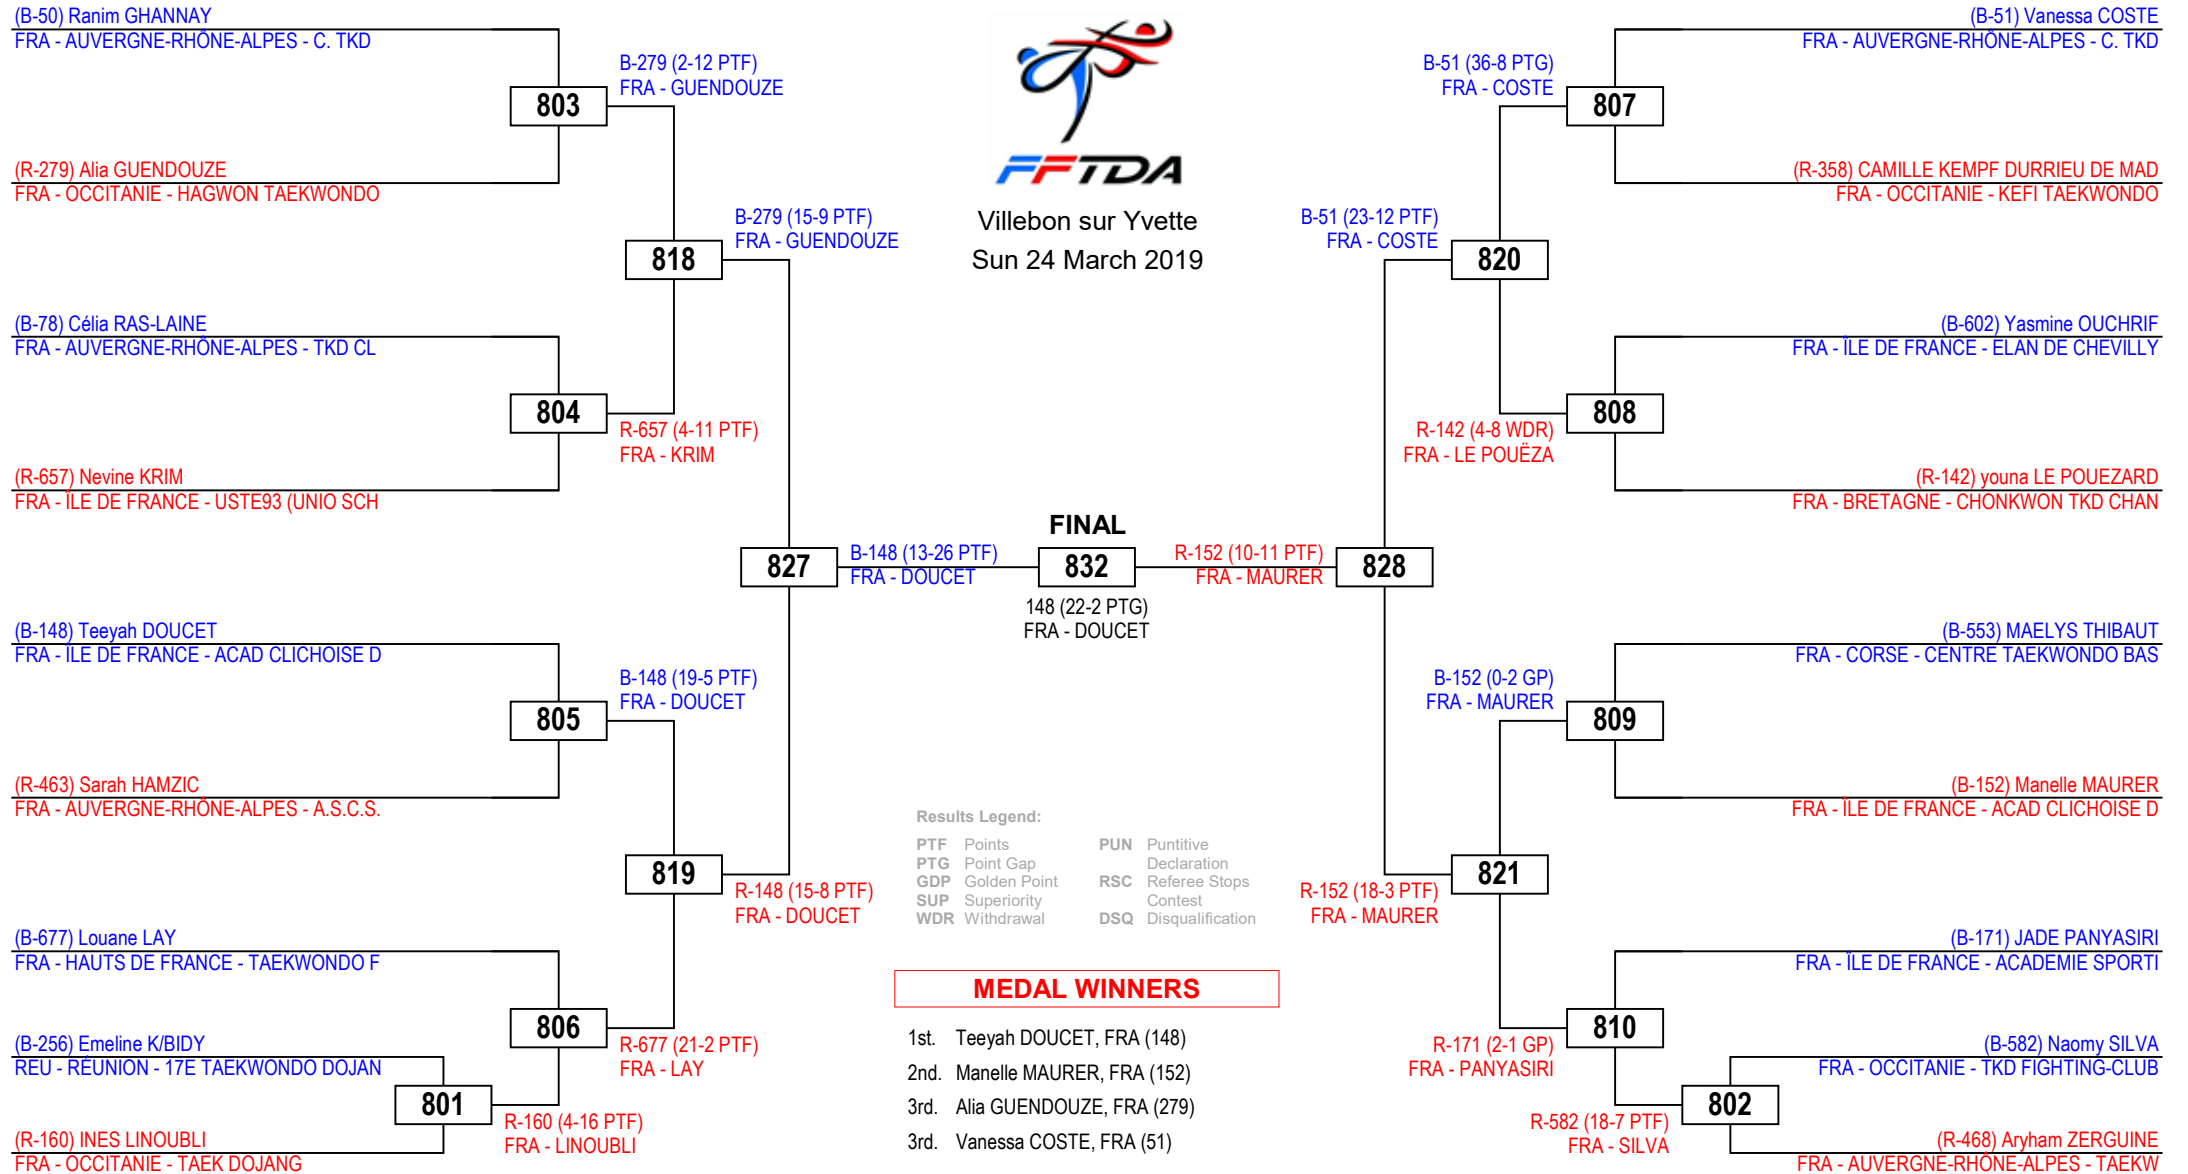 (B-50) Ranim GHANNAY
FRA - AUVERGNE-RHÔNE-ALPES - C. TKD
B-279 (2-12 PTF)
FRA - GUENDOUZE
803
(R-279) Alia GUENDOUZE
FRA - OCCITANIE - HAGWON TAEKWONDO
B-279 (15-9 PTF)
FRA - GUENDOUZE
818
(B-78) Célia RAS-LAINE
FRA - AUVERGNE-RHÔNE-ALPES - TKD CL
804
R-657 (4-11 PTF)
FRA - KRIM
(R-657) Nevine KRIM
FRA - ÎLE DE FRANCE - USTE93 (UNIO SCH
827
B-148 (13-26 PTF)
FRA - DOUCET
(B-148) Teeyah DOUCET
FRA - ÎLE DE FRANCE - ACAD CLICHOISE D
B-148 (19-5 PTF)
FRA - DOUCET
805
(R-463) Sarah HAMZIC
FRA - AUVERGNE-RHÔNE-ALPES - A.S.C.S.
819
R-148 (15-8 PTF)
FRA - DOUCET
(B-677) Louane LAY
FRA - HAUTS DE FRANCE - TAEKWONDO F
806
R-677 (21-2 PTF)
FRA - LAY
(B-256) Emeline K/BIDY
REU - RÉUNION - 17E TAEKWONDO DOJAN
801
R-160 (4-16 PTF)
FRA - LINOUBLI
(R-160) INES LINOUBLI
FRA - OCCITANIE - TAEK DOJANG
FFTDA
Villebon sur Yvette
Sun 24 March 2019
FINAL
832
148 (22-2 PTG)
FRA - DOUCET
Results Legend:
PTF Points
PTG Point Gap
GDP Golden Point
SUP Superiority
WDR Withdrawal
PUN Puntitive
Declaration
RSC Referee Stops
Contest
DSQ Disqualification
MEDAL WINNERS
1st. Teeyah DOUCET, FRA (148)
2nd. Manelle MAURER, FRA (152)
3rd. Alia GUENDOUZE, FRA (279)
3rd. Vanessa COSTE, FRA (51)
(B-51) Vanessa COSTE
FRA - AUVERGNE-RHÔNE-ALPES - C. TKD
B-51 (36-8 PTG)
FRA - COSTE
807
(R-358) CAMILLE KEMPF DURRIEU DE MAD
FRA - OCCITANIE - KEFI TAEKWONDO
B-51 (23-12 PTF)
FRA - COSTE
820
(B-602) Yasmine OUCHRIF
FRA - ÎLE DE FRANCE - ELAN DE CHEVILLY
808
R-142 (4-8 WDR)
FRA - LE POUËZA
(R-142) youna LE POUEZARD
FRA - BRETAGNE - CHONKWON TKD CHAN
R-152 (10-11 PTF)
FRA - MAURER
828
(B-553) MAELYS THIBAUT
FRA - CORSE - CENTRE TAEKWONDO BAS
B-152 (0-2 GP)
FRA - MAURER
809
(B-152) Manelle MAURER
FRA - ÎLE DE FRANCE - ACAD CLICHOISE D
821
R-152 (18-3 PTF)
FRA - MAURER
(B-171) JADE PANYASIRI
FRA - ÎLE DE FRANCE - ACADEMIE SPORTI
810
R-171 (2-1 GP)
FRA - PANYASIRI
(B-582) Naomy SILVA
FRA - OCCITANIE - TKD FIGHTING-CLUB
802
R-582 (18-7 PTF)
FRA - SILVA
(R-468) Aryham ZERGUINE
FRA - AUVERGNE-RHÔNE-ALPES - TAEKW